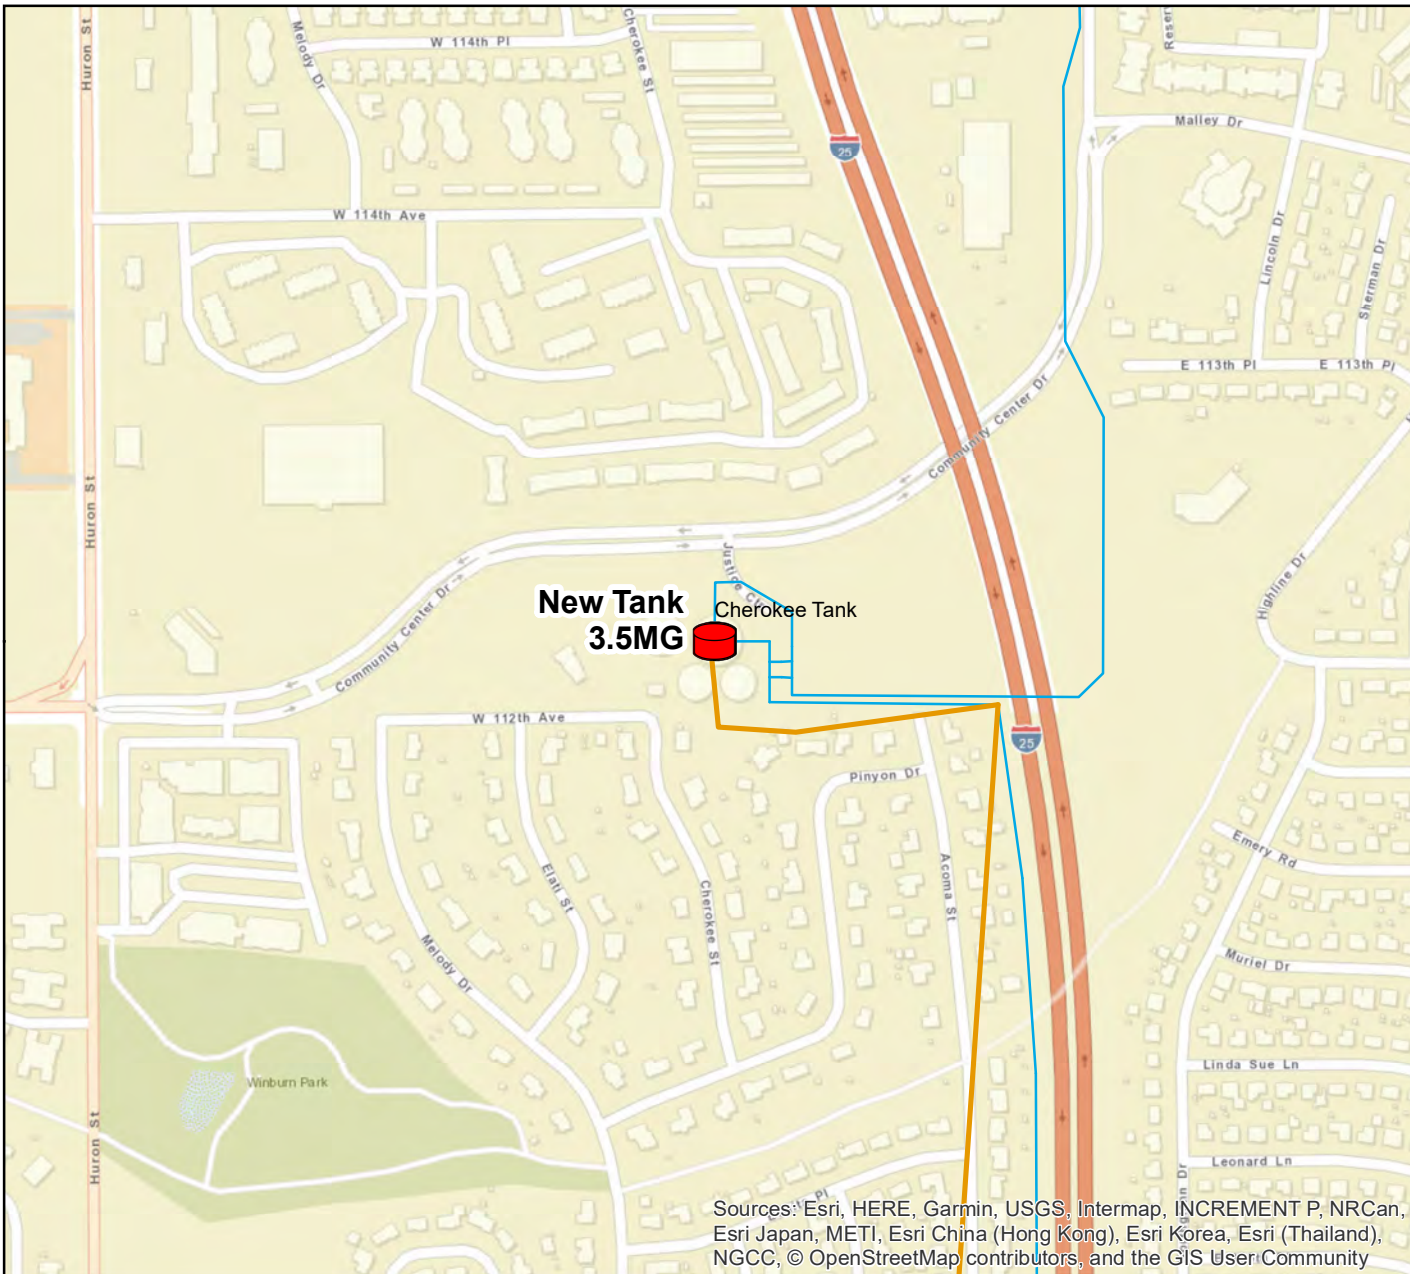 Huron St
Melody Dr
W 114th Pl
Cherokee St
Malley Dr
25
W 114th Ave
Lincoln Dr
Sherman Dr
E 113th Pl
E 113th Pl
Community Center Dr
Huron St
Justice Ctr
Highline Dr
New Tank
3.5MG
Cherokee Tank
Community Center Dr
W 112th Ave
25
Pinyon Dr
Emery Rd
Elati St
Cherokee St
Acoma St
Melody Dr
Muriel Dr
Linda Sue Ln
Winburn Park
Huron St
Leonard Ln
Pl
Sources: Esri, HERE, Garmin, USGS, Intermap, INCREMENT P, NRCan,
Esri Japan, METI, Esri China (Hong Kong), Esri Korea, Esri (Thailand),
NGCC, © OpenStreetMap contributors, and the GIS User Community